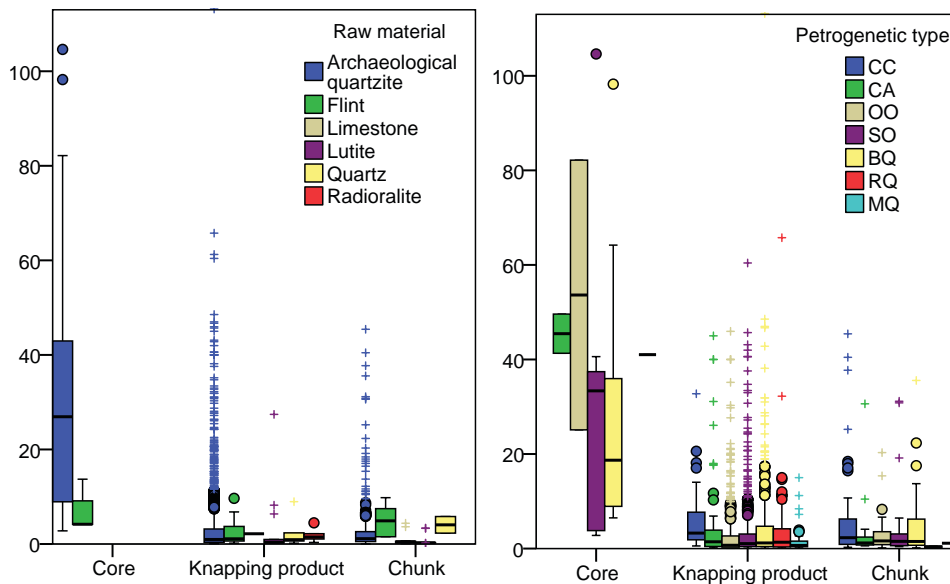 Raw material
Archaeological
quartzite
Flint
Limestone
Lutite
Quartz
Radioralite
100
80
60
40
20
0
Core
Knapping product
Chunk
Petrogenetic type
CC
CA
OO
SO
BQ
RQ
MQ
100
80
60
40
20
0
Core
Knapping product
Chunk